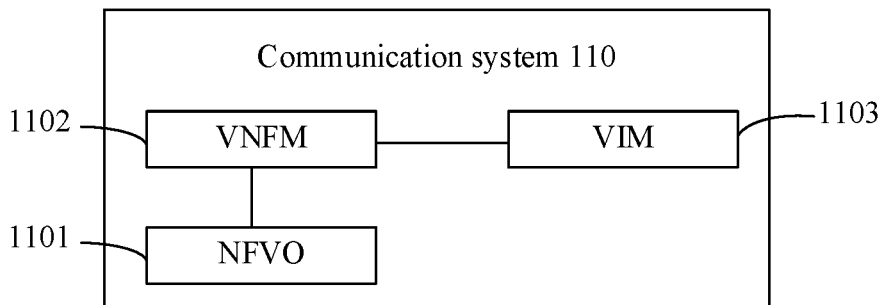 Communication system 110
1102
VNFM
VIM
1103
1101
NFVO